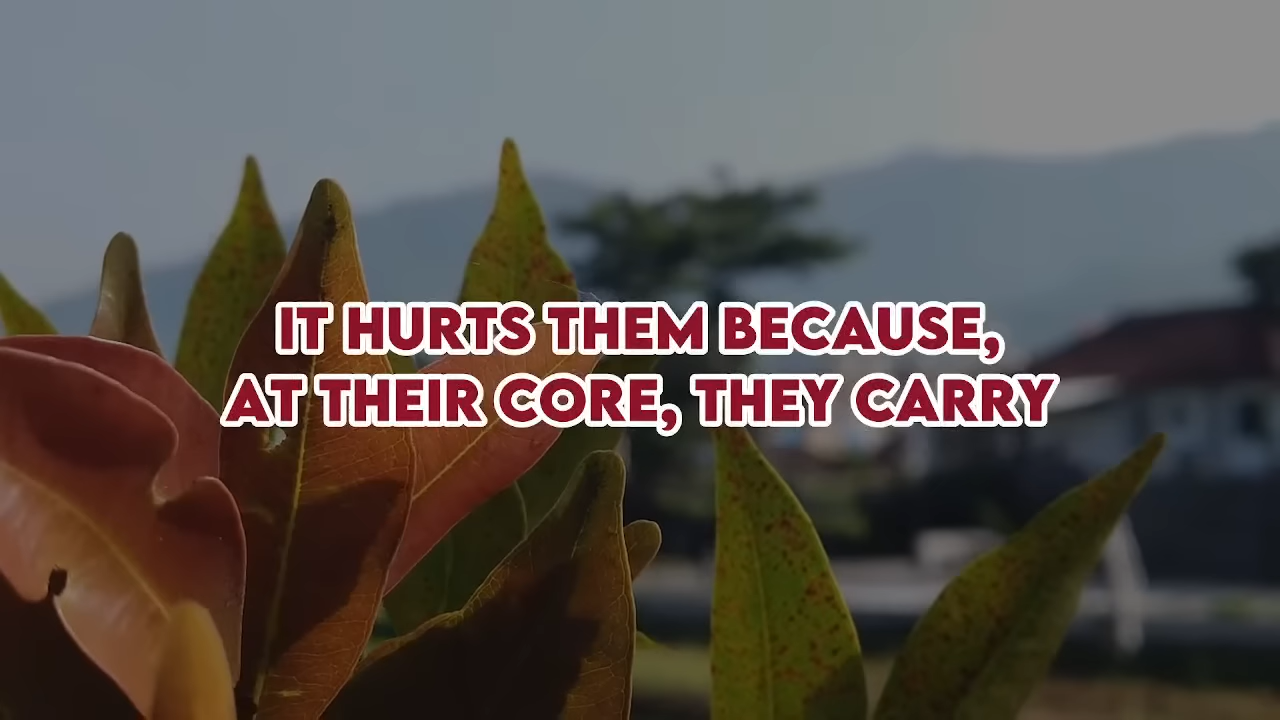 IT HURTS THEM BECAUSE,
AT THEIR CORE, THEY CARRY